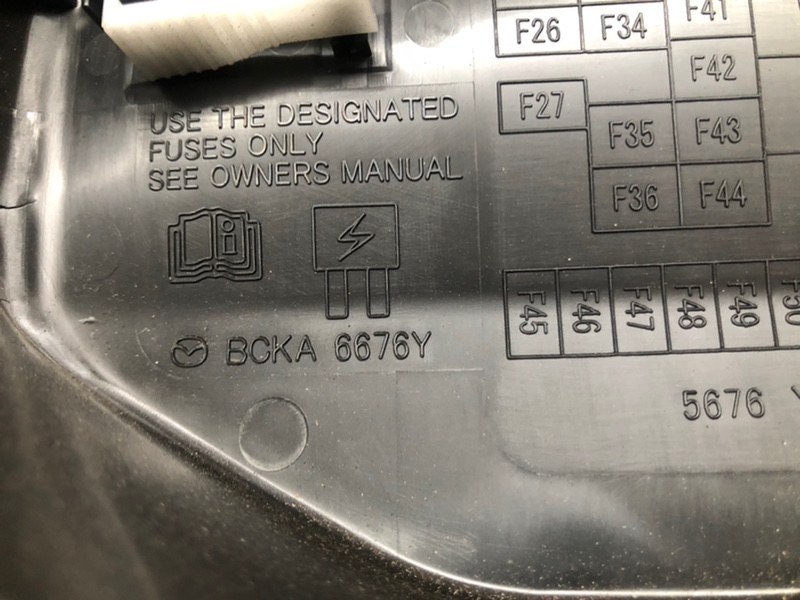 USE THE DESIGNATED
FUSES ONLY
SEE OWNERS MANUAL
BCKA 6676Y
F26 F34 F41
F42
F27
F35 F43
F36 F44
F45 F46 F47 F48 F49 F50
5676